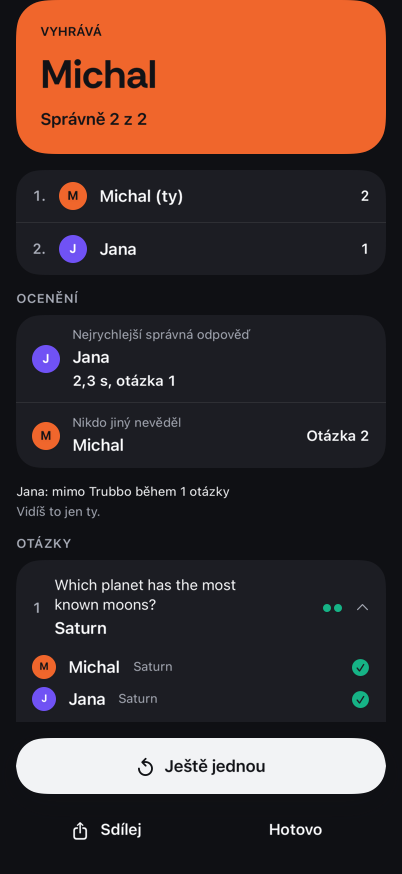 VYHRÁVÁ
Michal
Správně 2 z 2
1. M Michal (ty) 2
2. J Jana 1
OCENĚNÍ
Nejrychlejší správná odpověď
J Jana
2,3 s, otázka 1
Nikdo jiný nevěděl
M Michal Otázka 2
Jana: mimo Trubbo během 1 otázky
Vidíš to jen ty.
OTÁZKY
Which planet has the most
1 known moons?
Saturn
M Michal Saturn
J Jana Saturn
Ještě jednou
Sdílej Hotovo